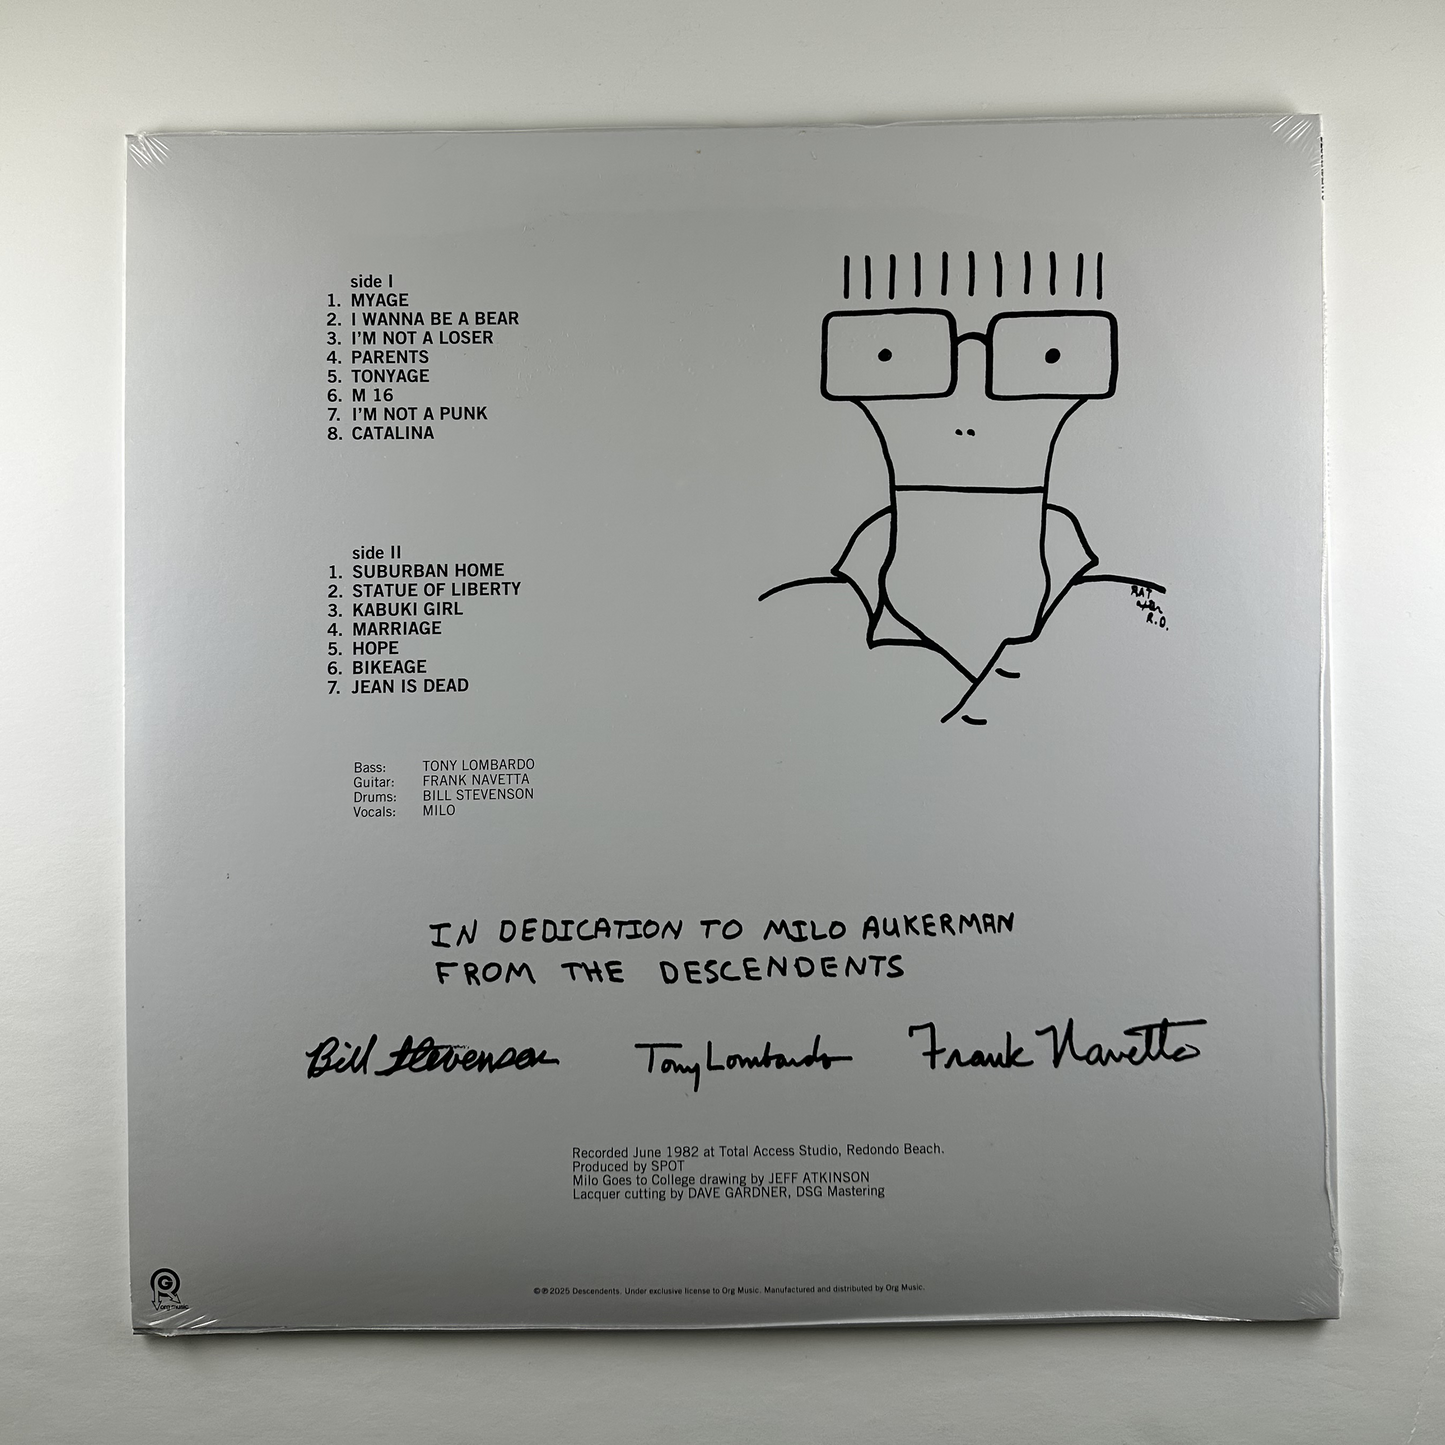 side I
1. MYAGE
2. I WANNA BE A BEAR
3. I'M NOT A LOSER
4. PARENTS
5. TONYAGE
6. M 16
7. I'M NOT A PUNK
8. CATALINA
side II
1. SUBURBAN HOME
2. STATUE OF LIBERTY
3. KABUKI GIRL
4. MARRIAGE
5. HOPE
6. BIKEAGE
7. JEAN IS DEAD
Bass: TONY LOMBARDO
Guitar: FRANK NAVETTA
Drums: BILL STEVENSON
Vocals: MILO
R.O.
IN DEDICATION TO MILO AUKERMAN
FROM THE DESCENDENTS
Bill Stevenson Tony Lombardo Frank Navetta
Recorded June 1982 at Total Access Studio, Redondo Beach.
Produced by SPOT
Milo Goes to College drawing by JEFF ATKINSON
Lacquer cutting by DAVE GARDNER, DSG Mastering
©℗ 2025 Descendents. Under exclusive license to Org Music. Manufactured and distributed by Org Music.
org music